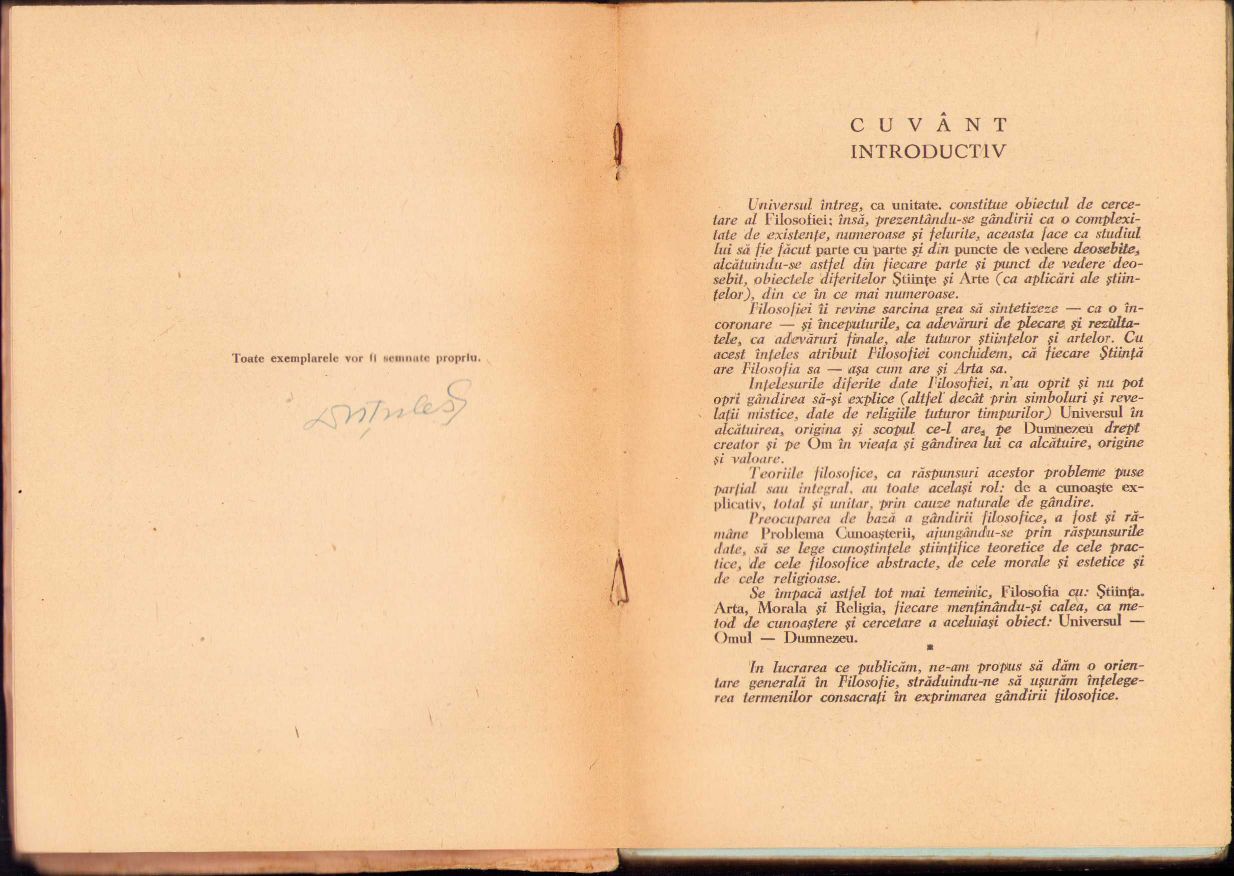 Toate exemplarele vor fi semnate propriu.
CUVÂNT
INTRODUCTIV
Universul întreg, ca unitate. constitue obiectul de cerce-
tare al Filosofiei; însă, prezentându-se gândirii ca o complexi-
tate de existențe, numeroase și felurite, aceasta face ca studiul
lui să fie făcut parte cu parte și din puncte de vedere deosebite,
alcătuindu-se astfel din fiecare parte și punct de vedere deo-
sebit, obiectele diferitelor Științe și Arte (ca aplicări ale știin-
țelor), din ce în ce mai numeroase.
Filosofiei îi revine sarcina grea să sintetizeze — ca o în-
coronare — și începuturile, ca adevăruri de plecare, și rezulta-
tele, ca adevăruri finale, ale tuturor științelor și artelor. Cu
acest înțeles atribuit Filosofiei conchidem, că fiecare Știință
are Filosofia sa — așa cum are și Arta sa.
Ințelesurile diferite date Filosofiei, n'au oprit și nu pot
opri gândirea să-și explice (altfel decât prin simboluri și reve-
lații mistice, date de religiile tuturor timpurilor) Universul în
alcătuirea, origina și scopul ce-l are, pe Dumnezeu drept
creator și pe Om în vieața și gândirea lui ca alcătuire, origine
și valoare.
Teoriile filosofice, ca răspunsuri acestor probleme puse
parțial sau integral, au toate același rol: de a cunoaște ex-
plicativ, total și unitar, prin cauze naturale de gândire.
Preocuparea de bază a gândirii filosofice, a fost și ră-
mâne Problema Cunoașterii, ajungându-se prin răspunsurile
date, să se lege cunoștințele științifice teoretice de cele prac-
tice, de cele filosofice abstracte, de cele morale și estetice și
de cele religioase.
Se împacă astfel tot mai temeinic, Filosofia cu: Știința.
Arta, Morala și Religia, fiecare menținându-și calea, ca me-
tod de cunoaștere și cercetare a aceluiași obiect: Universul —
Omul — Dumnezeu.
*
In lucrarea ce publicăm, ne-am propus să dăm o orien-
tare generală în Filosofie, străduindu-ne să ușurăm înțelege-
rea termenilor consacrați în exprimarea gândirii filosofice.